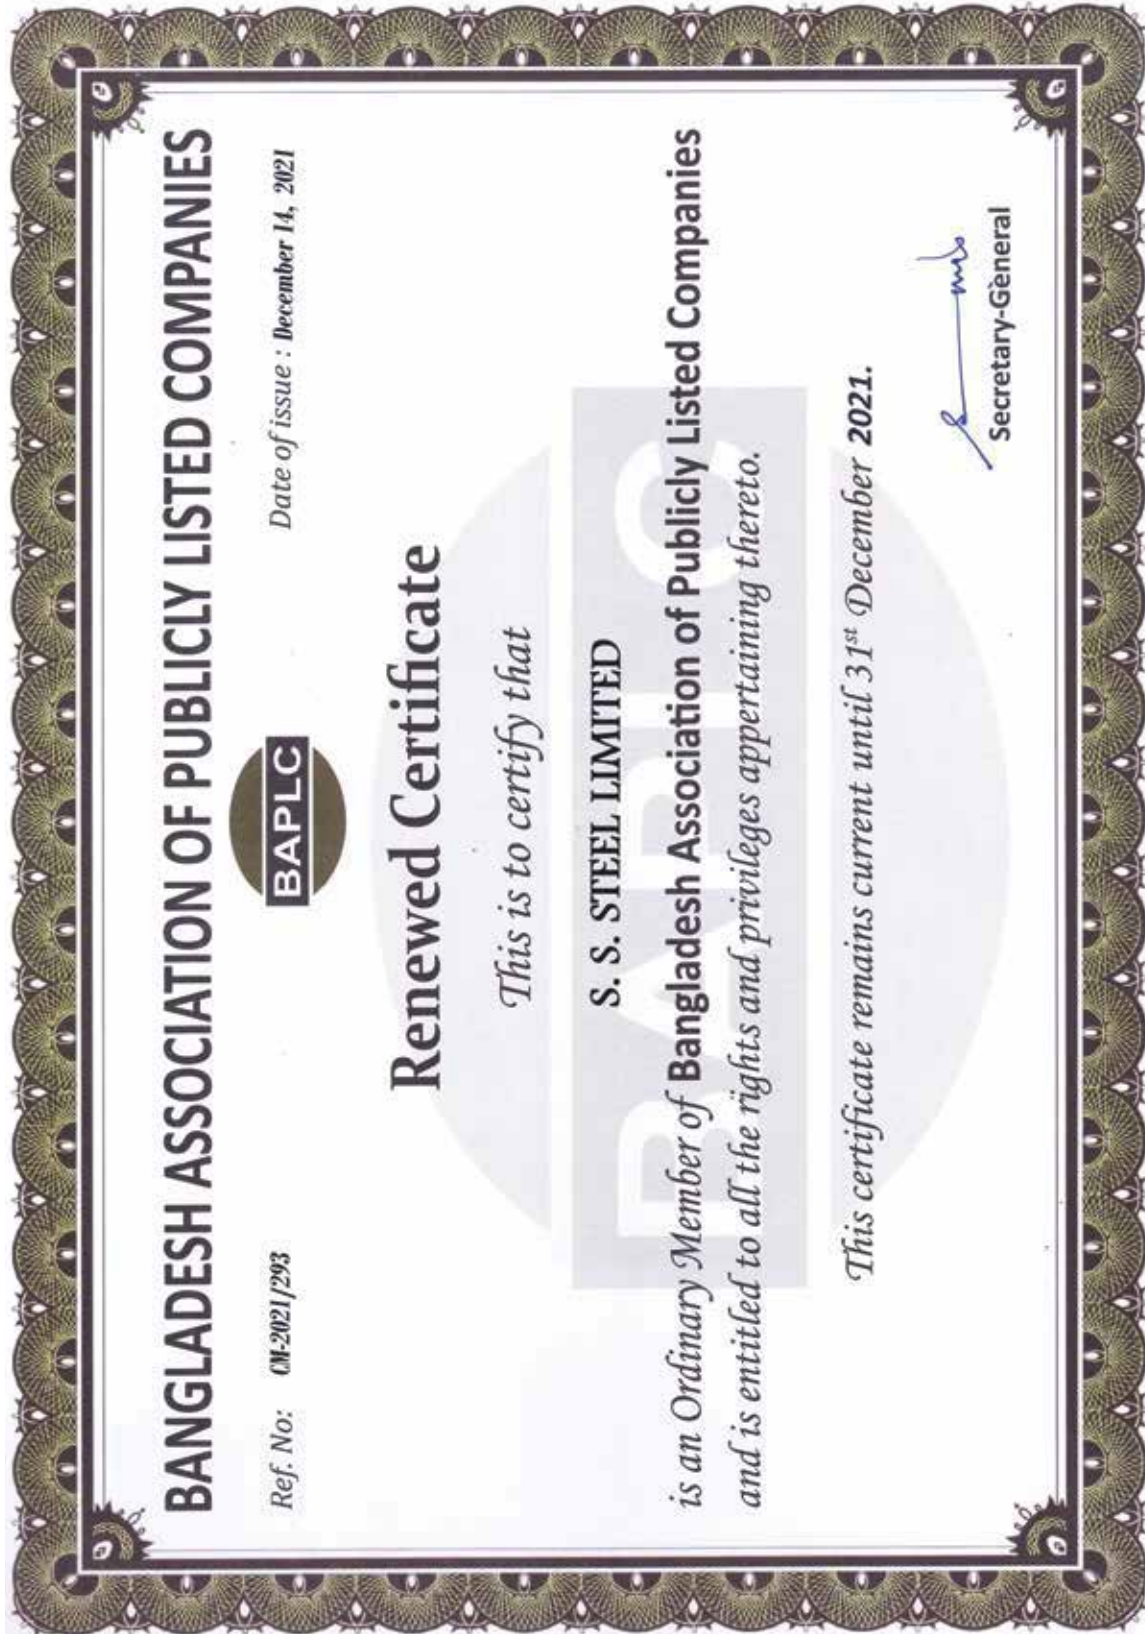 BANGLADESH ASSOCIATION OF PUBLICLY LISTED COMPANIES
Ref. No: CM-2021/293
BAPLC
Date of issue : December 14, 2021
Renewed Certificate
This is to certify that
S. S. STEEL LIMITED
is an Ordinary Member of Bangladesh Association of Publicly Listed Companies
and is entitled to all the rights and privileges appertaining thereto.
This certificate remains current until 31st December 2021.
Secretary-General
BAPLC